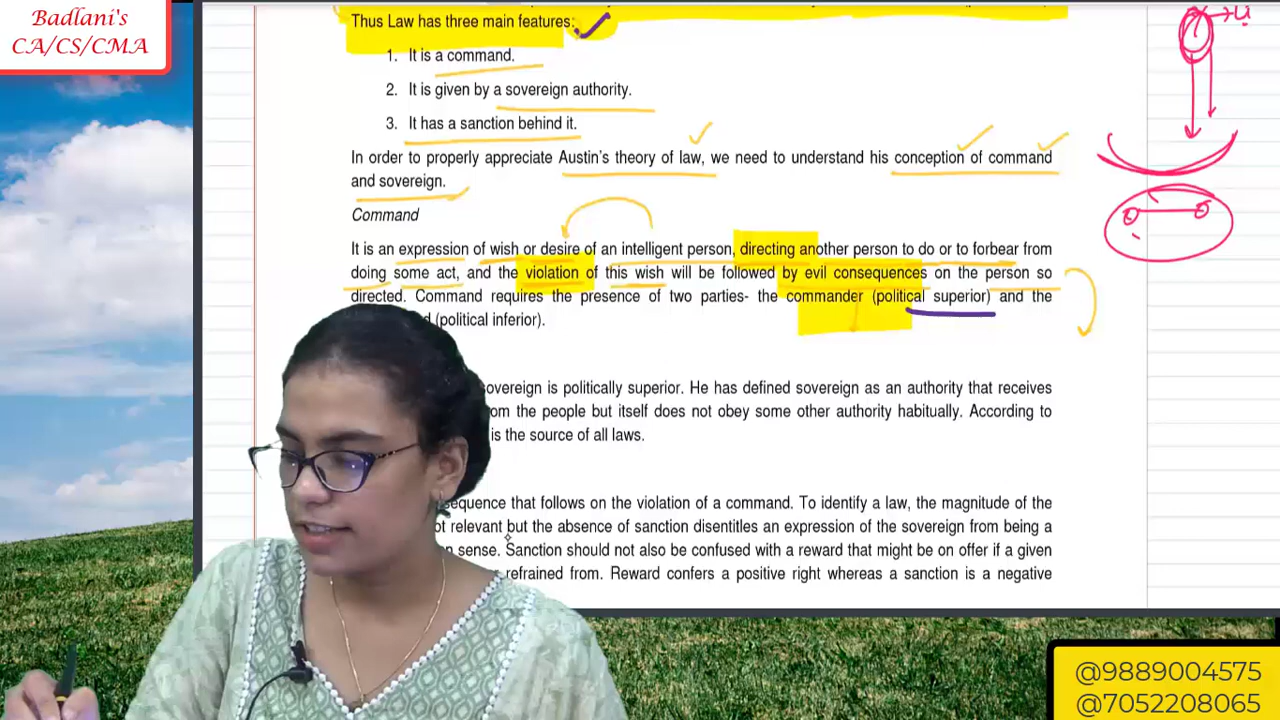 Badlani's
CA/CS/CMA
Thus Law has three main features:
1. It is a command.
2. It is given by a sovereign authority.
3. It has a sanction behind it.
In order to properly appreciate Austin's theory of law, we need to understand his conception of command
and sovereign.
Command
It is an expression of wish or desire of an intelligent person, directing another person to do or to forbear from
doing some act, and the violation of this wish will be followed by evil consequences on the person so
directed. Command requires the presence of two parties- the commander (political superior) and the
(political inferior).
sovereign is politically superior. He has defined sovereign as an authority that receives
the people but itself does not obey some other authority habitually. According to
is the source of all laws.
that follows on the violation of a command. To identify a law, the magnitude of the
relevant but the absence of sanction disentitles an expression of the sovereign from being a
sense. Sanction should not also be confused with a reward that might be on offer if a given
refrained from. Reward confers a positive right whereas a sanction is a negative
@9889004575
@7052208065